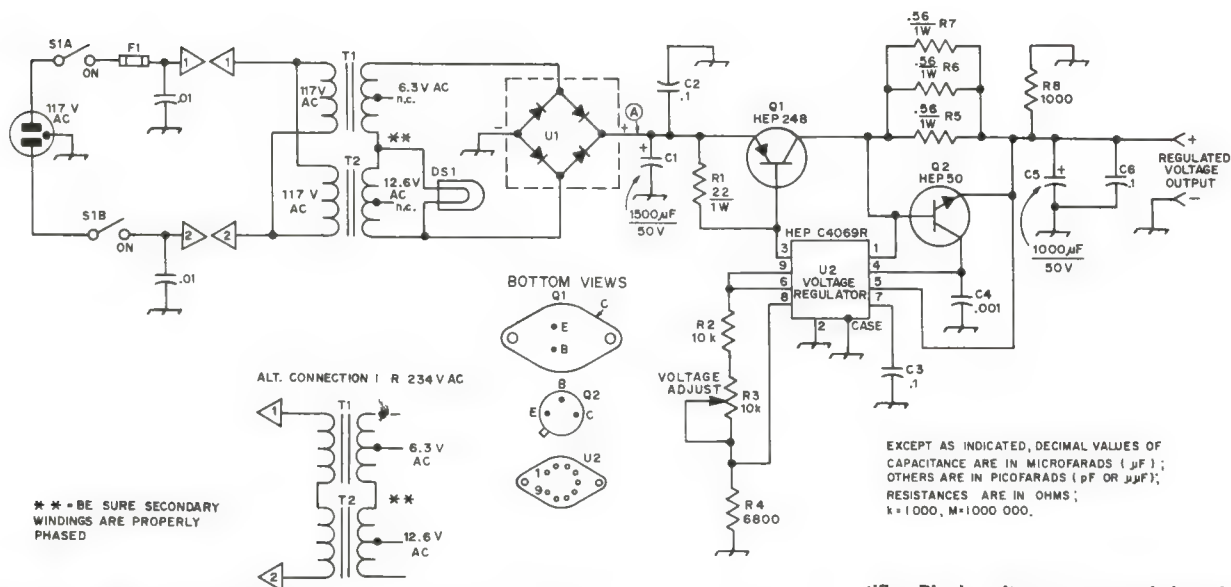 S1A
ON
F1
.01
1
1
117 V
AC
S1B
ON
.01
2
2
T1
117V
AC
6.3V AC
n.c.
**
T2
117 V
AC
12.6V
AC
n.c.
DS1
U1
-
+
A
C1
+
1500µF
50V
C2
.1
R1
22
1W
Q1
HEP 248
.56
1W
R7
.56
1W
R6
.56
1W
R5
Q2
HEP 50
R8
1000
C5
+
1000µF
50V
C6
.1
+
REGULATED
VOLTAGE
OUTPUT
-
HEP C4069R
U2
VOLTAGE
REGULATOR
3
9
6
8
1
4
5
7
2
CASE
C4
.001
C3
.1
R2
10 k
VOLTAGE
ADJUST
R3
10k
R4
6800
BOTTOM VIEWS
Q1
C
E
B
B
Q2
E
C
U2
1
9
ALT. CONNECTION R 234 V AC
1
T1
6.3 V
AC
T2
**
12.6V
AC
2
** = BE SURE SECONDARY
WINDINGS ARE PROPERLY
PHASED
EXCEPT AS INDICATED, DECIMAL VALUES OF
CAPACITANCE ARE IN MICROFARADS ( µF ) ;
OTHERS ARE IN PICOFARADS ( pF OR µµF);
RESISTANCES ARE IN OHMS ;
k = 1000, M=1000 000.